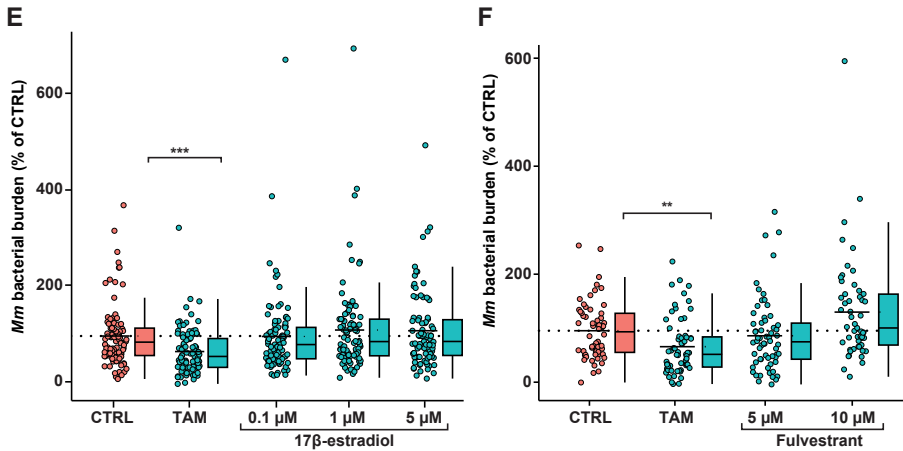 E
Mm bacterial burden (% of CTRL)
600
400
200
0
***
CTRL TAM 0.1 µM 1 µM 5 µM
17β-estradiol
F
Mm bacterial burden (% of CTRL)
600
400
200
0
**
CTRL TAM 5 µM 10 µM
Fulvestrant